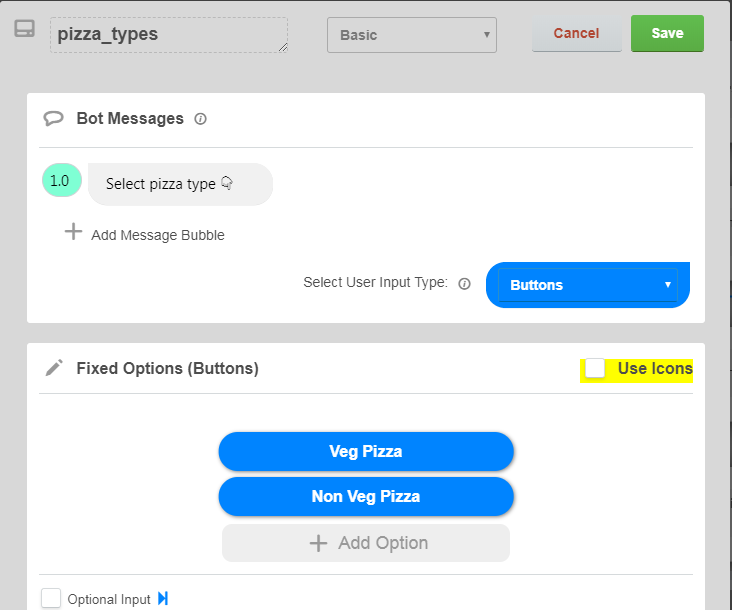 pizza_types
Basic
Cancel
Save
Bot Messages
1.0
Select pizza type 👇
Add Message Bubble
Select User Input Type:
Buttons
Fixed Options (Buttons)
Use Icons
Veg Pizza
Non Veg Pizza
Add Option
Optional Input